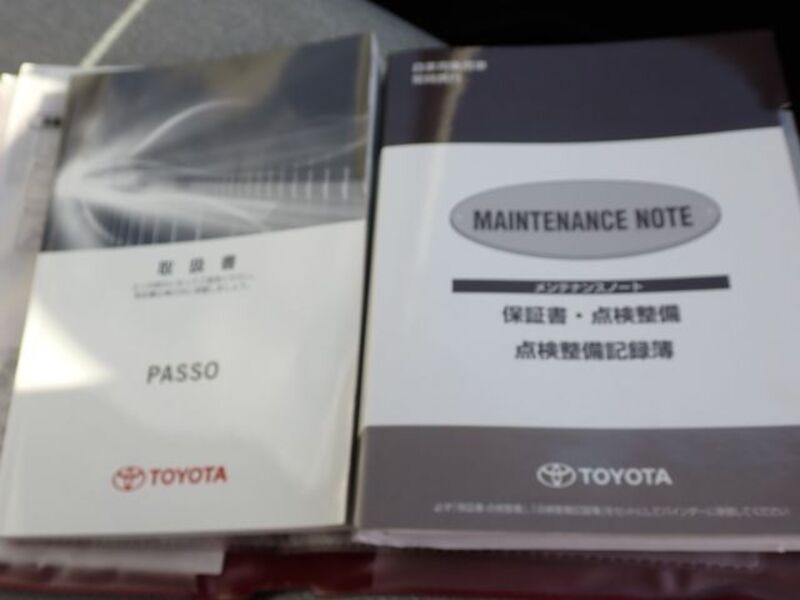 取扱書
PASSO
TOYOTA
MAINTENANCE NOTE
メンテナンスノート
保証書・点検整備
点検整備記録簿
TOYOTA